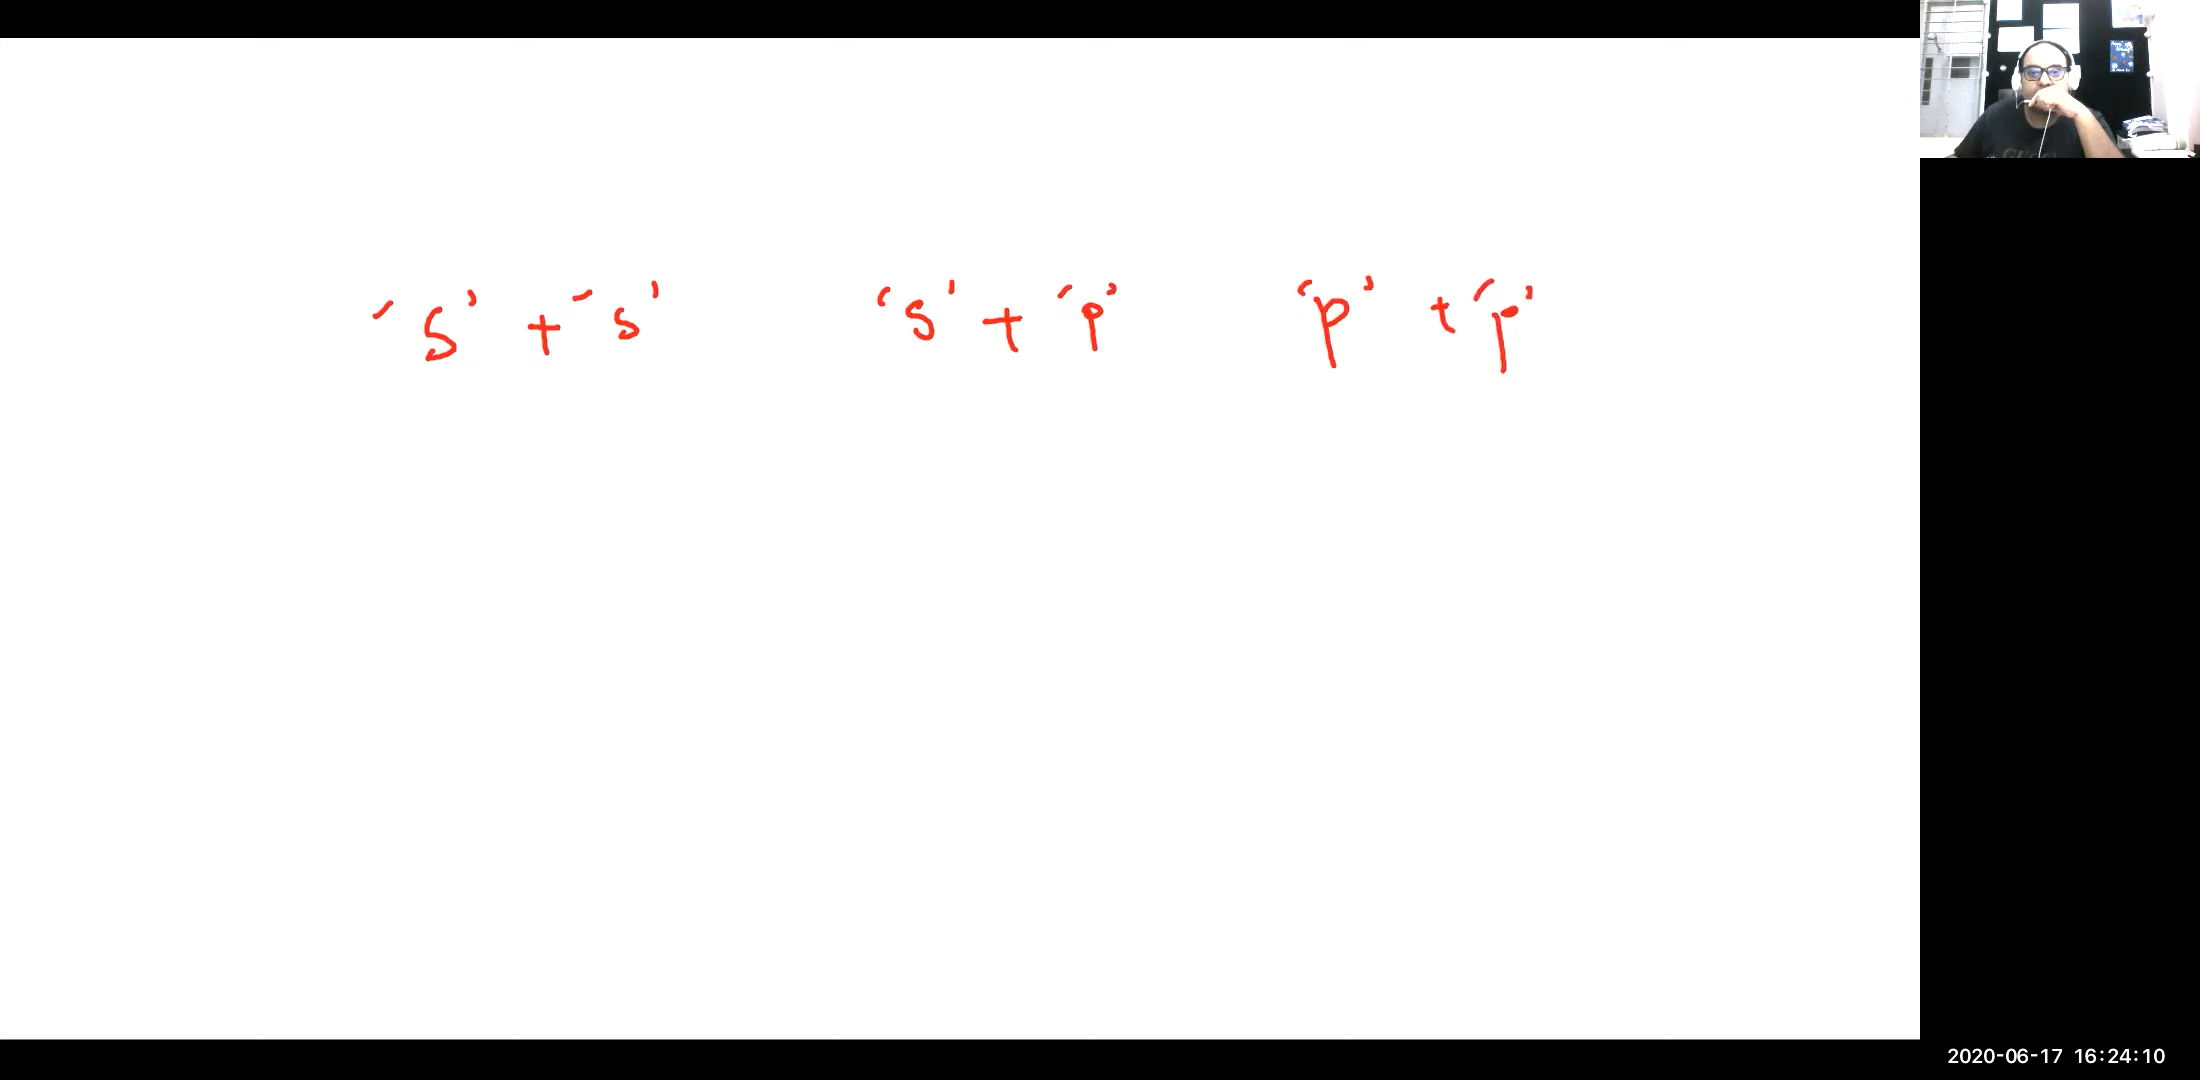 's' + 's' 's' + 'p' 'p' + 'p'
2020-06-17 16:24:10